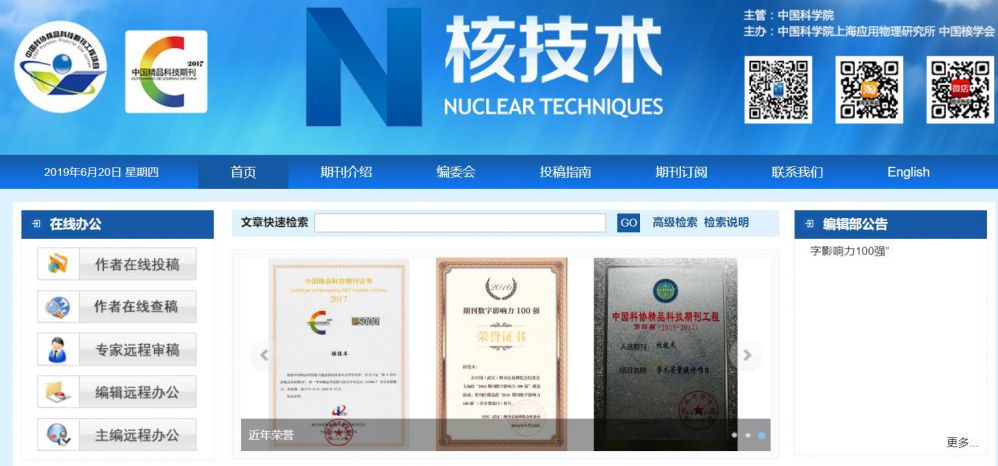 中国科协精品科技期刊工程项目
2017
中国精品科技期刊
核技术
NUCLEAR TECHNIQUES
主管：中国科学院
主办：中国科学院上海应用物理研究所 中国核学会
2019年6月20日 星期四
首页
期刊介绍
编委会
投稿指南
期刊订阅
联系我们
English
在线办公
作者在线投稿
作者在线查稿
专家远程审稿
编辑远程办公
主编远程办公
文章快速检索
GO
高级检索 检索说明
中国精品科技期刊证书
2017
F5000
核技术
2016
期刊数字影响力 100 强
荣誉证书
核技术：
中国科协精品科技期刊工程
第四期（2015-2017）
入选期刊：核技术
项目名称：学术质量提升项目
近年荣誉
编辑部公告
字影响力100强”
更多...